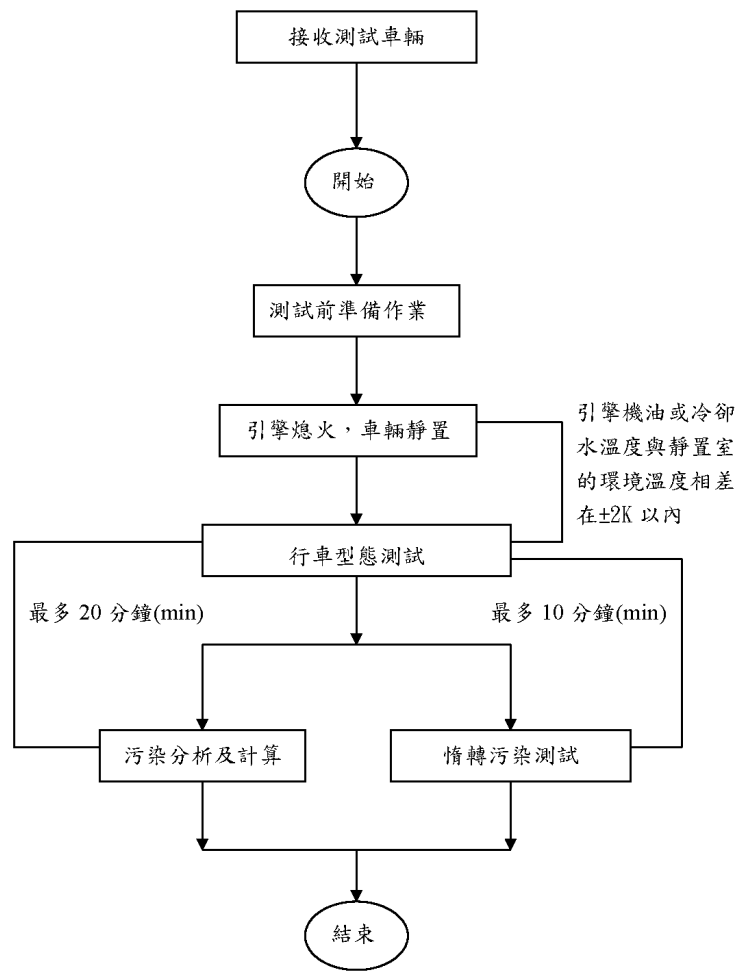 接收測試車輛
開始
測試前準備作業
引擎熄火，車輛靜置
引擎機油或冷卻
水溫度與靜置室
的環境溫度相差
在±2K 以內
行車型態測試
最多 20 分鐘(min)
最多 10 分鐘(min)
污染分析及計算
惰轉污染測試
結束